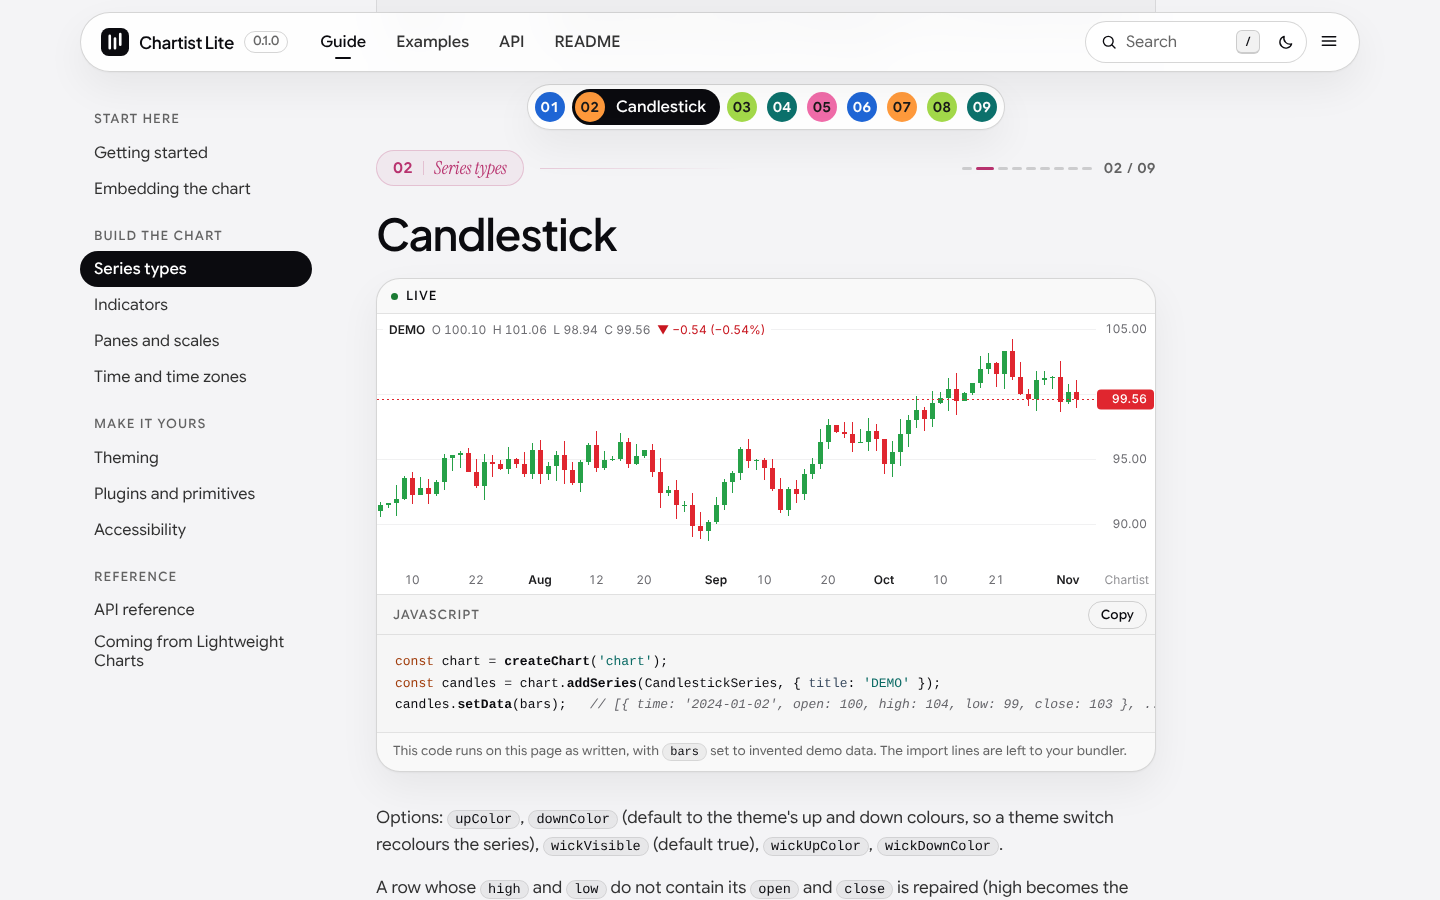 Chartist Lite 0.1.0 Guide Examples API README Search /
01 02 Candlestick 03 04 05 06 07 08 09
START HERE
Getting started
Embedding the chart
BUILD THE CHART
Series types
Indicators
Panes and scales
Time and time zones
MAKE IT YOURS
Theming
Plugins and primitives
Accessibility
REFERENCE
API reference
Coming from Lightweight
Charts
02 Series types 02 / 09
Candlestick
LIVE
DEMO O 100.10 H 101.06 L 98.94 C 99.56 ▼ −0.54 (−0.54%)
105.00
99.56
95.00
90.00
10 22 Aug 12 20 Sep 10 20 Oct 10 21 Nov Chartist
JAVASCRIPT Copy
const chart = createChart('chart');
const candles = chart.addSeries(CandlestickSeries, { title: 'DEMO' });
candles.setData(bars); // [{ time: '2024-01-02', open: 100, high: 104, low: 99, close: 103 }, ..
This code runs on this page as written, with bars set to invented demo data. The import lines are left to your bundler.
Options: upColor, downColor (default to the theme's up and down colours, so a theme switch
recolours the series), wickVisible (default true), wickUpColor, wickDownColor.
A row whose high and low do not contain its open and close is repaired (high becomes the